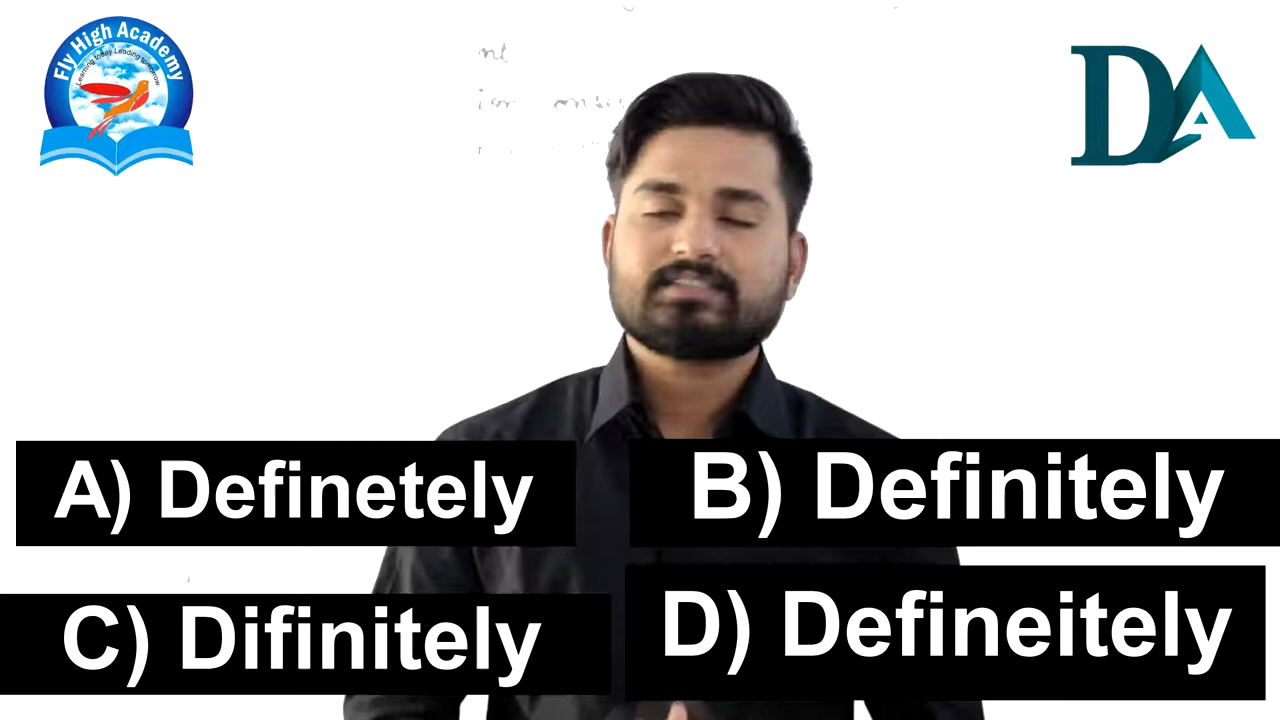 Fly High Academy
Learning today Leading tomorrow
DA
A) Definetely
B) Definitely
C) Difinitely
D) Defineitely